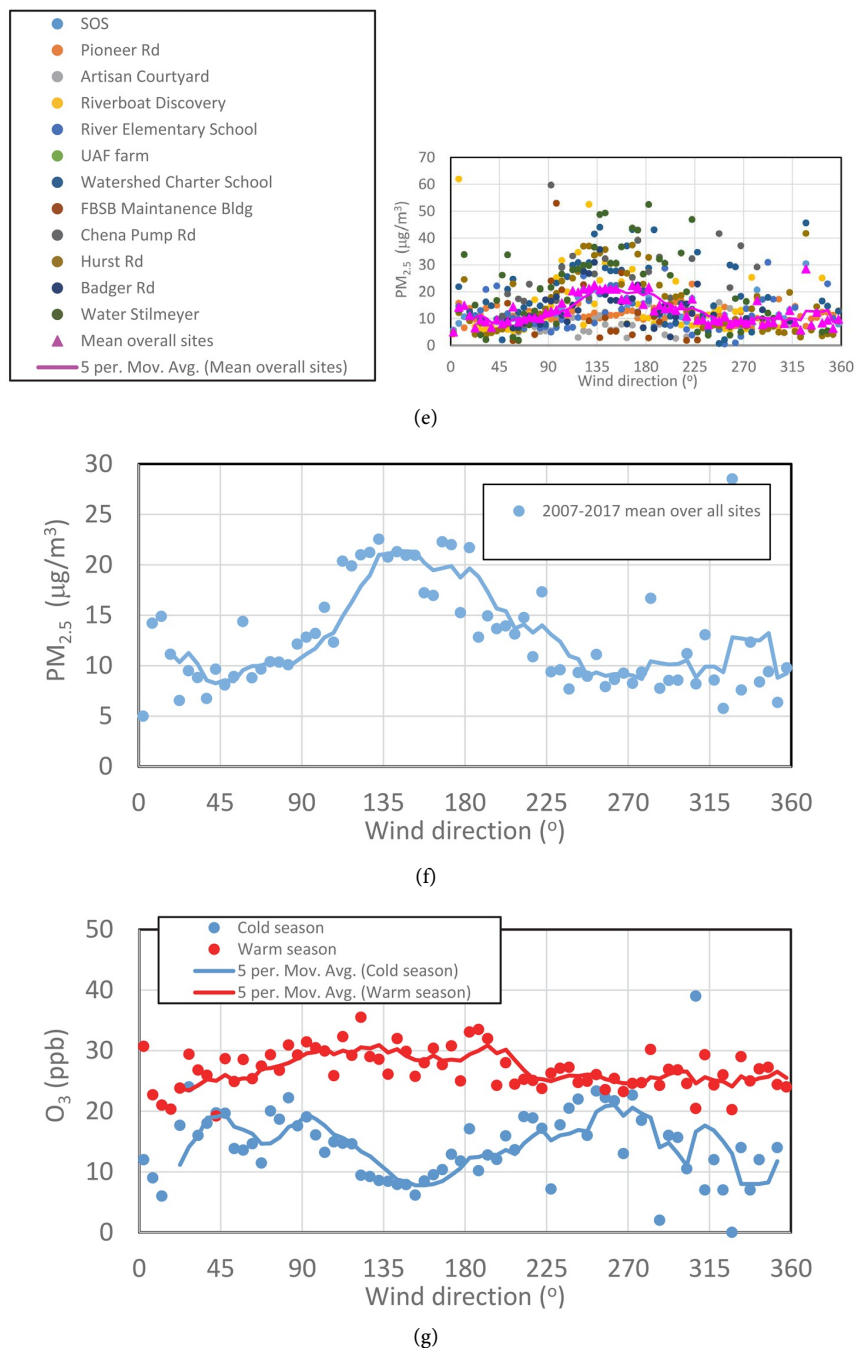 SOS
Pioneer Rd
Artisan Courtyard
Riverboat Discovery
River Elementary School
UAF farm
Watershed Charter School
FBSB Maintanence Bldg
Chena Pump Rd
Hurst Rd
Badger Rd
Water Stilmeyer
Mean overall sites
5 per. Mov. Avg. (Mean overall sites)
PM2.5 (μg/m3)
70
60
50
40
30
20
10
0
0 45 90 135 180 225 270 315 360
Wind direction (o)
(e)
PM2.5 (μg/m3)
30
25
20
15
10
5
0
2007-2017 mean over all sites
0 45 90 135 180 225 270 315 360
Wind direction (o)
(f)
O3 (ppb)
50
40
30
20
10
0
Cold season
Warm season
5 per. Mov. Avg. (Cold season)
5 per. Mov. Avg. (Warm season)
0 45 90 135 180 225 270 315 360
Wind direction (o)
(g)